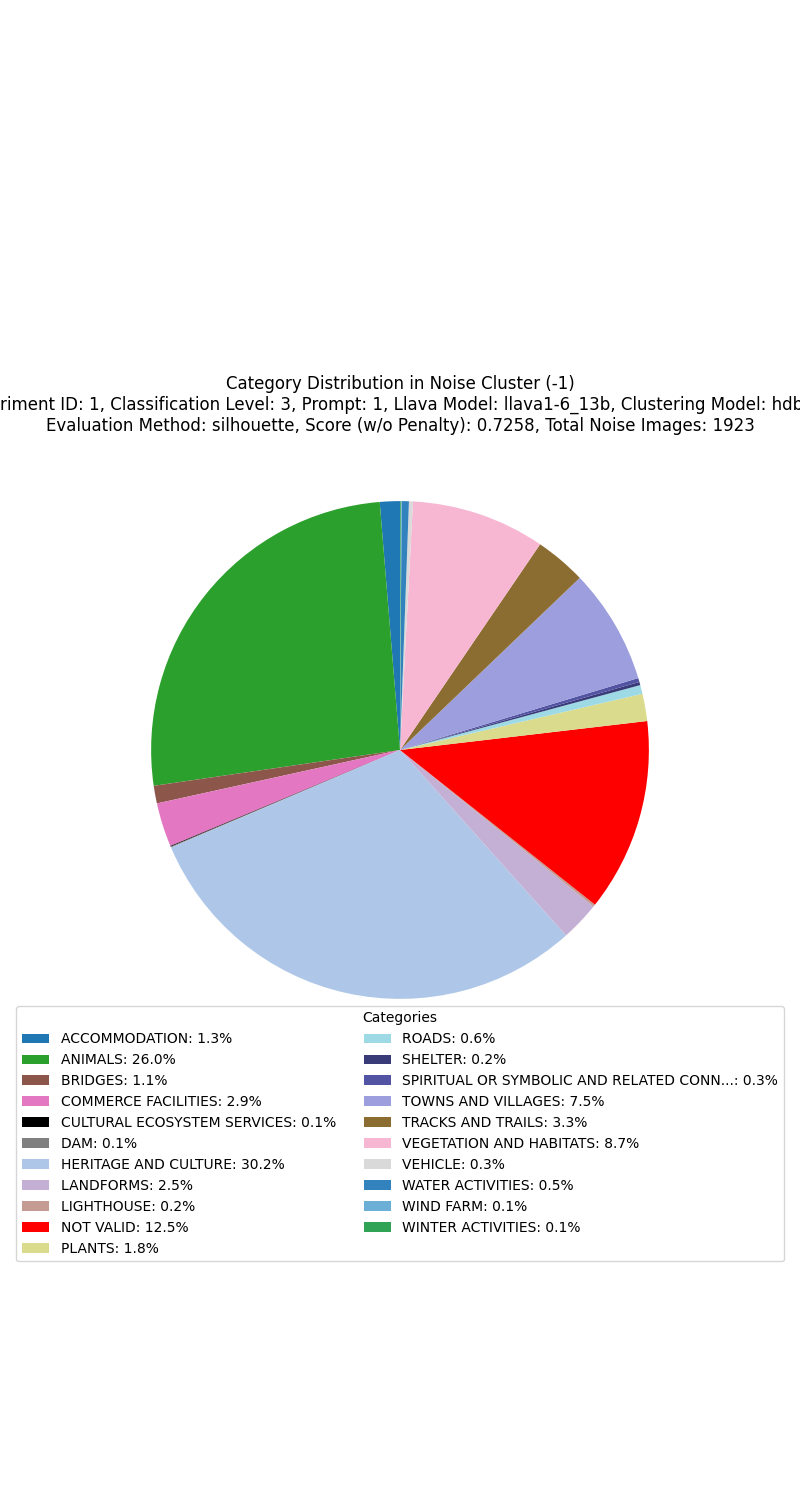 Category Distribution in Noise Cluster (-1)
riment ID: 1, Classification Level: 3, Prompt: 1, Llava Model: llava1-6_13b, Clustering Model: hdb
Evaluation Method: silhouette, Score (w/o Penalty): 0.7258, Total Noise Images: 1923
Categories
ACCOMMODATION: 1.3%
ANIMALS: 26.0%
BRIDGES: 1.1%
COMMERCE FACILITIES: 2.9%
CULTURAL ECOSYSTEM SERVICES: 0.1%
DAM: 0.1%
HERITAGE AND CULTURE: 30.2%
LANDFORMS: 2.5%
LIGHTHOUSE: 0.2%
NOT VALID: 12.5%
PLANTS: 1.8%
ROADS: 0.6%
SHELTER: 0.2%
SPIRITUAL OR SYMBOLIC AND RELATED CONN...: 0.3%
TOWNS AND VILLAGES: 7.5%
TRACKS AND TRAILS: 3.3%
VEGETATION AND HABITATS: 8.7%
VEHICLE: 0.3%
WATER ACTIVITIES: 0.5%
WIND FARM: 0.1%
WINTER ACTIVITIES: 0.1%